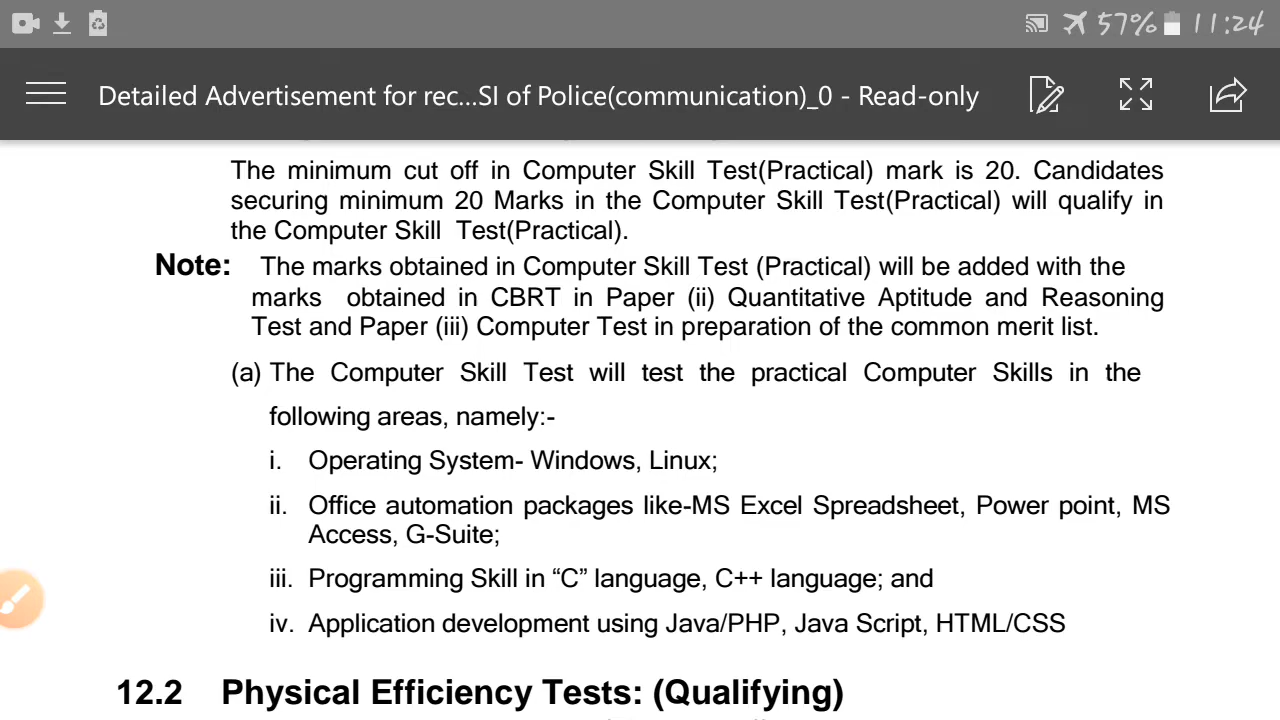 57% 11:24
Detailed Advertisement for rec...SI of Police(communication)_0 - Read-only
The minimum cut off in Computer Skill Test(Practical) mark is 20. Candidates
securing minimum 20 Marks in the Computer Skill Test(Practical) will qualify in
the Computer Skill Test(Practical).
Note: The marks obtained in Computer Skill Test (Practical) will be added with the
marks obtained in CBRT in Paper (ii) Quantitative Aptitude and Reasoning
Test and Paper (iii) Computer Test in preparation of the common merit list.
(a) The Computer Skill Test will test the practical Computer Skills in the
following areas, namely:-
i. Operating System- Windows, Linux;
ii. Office automation packages like-MS Excel Spreadsheet, Power point, MS
Access, G-Suite;
iii. Programming Skill in “C” language, C++ language; and
iv. Application development using Java/PHP, Java Script, HTML/CSS
12.2 Physical Efficiency Tests: (Qualifying)